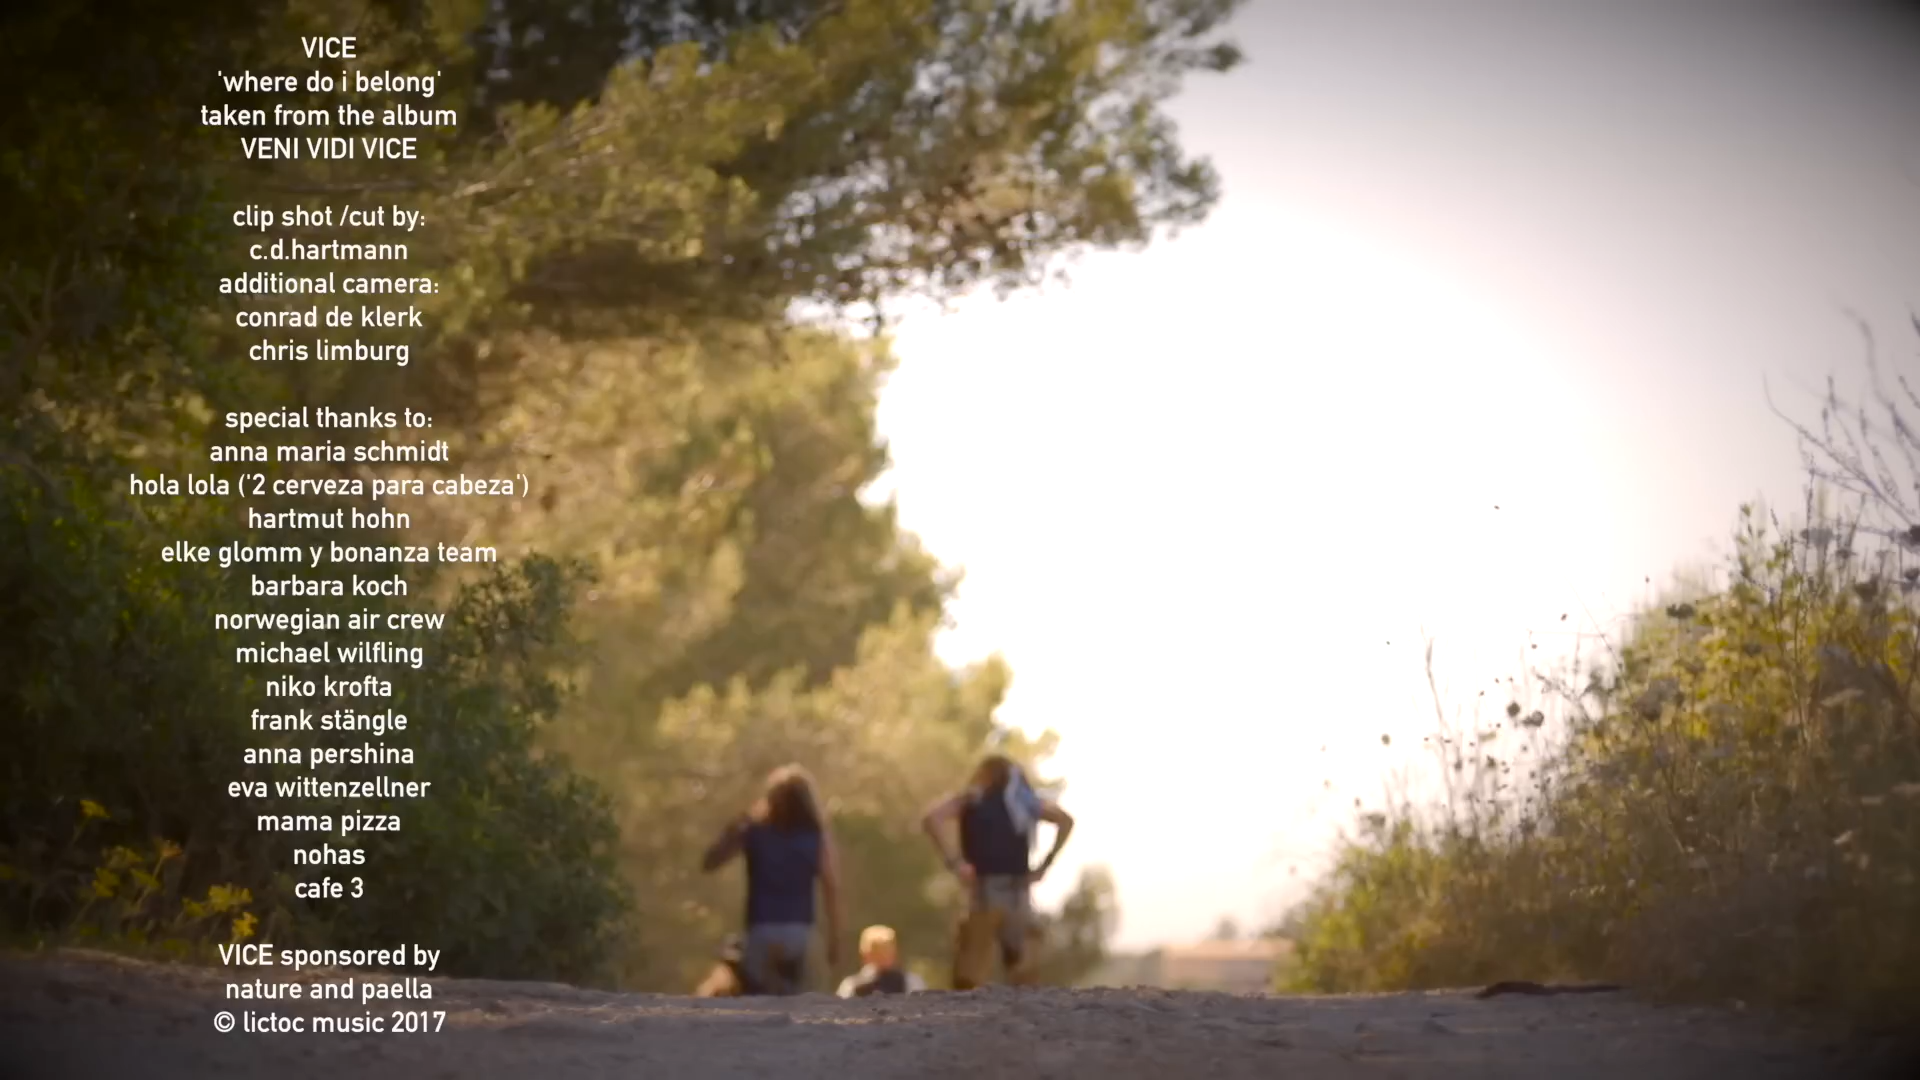 VICE
'where do i belong'
taken from the album
VENI VIDI VICE
clip shot /cut by:
c.d.hartmann
additional camera:
conrad de klerk
chris limburg
special thanks to:
anna maria schmidt
hola lola ('2 cerveza para cabeza')
hartmut hohn
elke glomm y bonanza team
barbara koch
norwegian air crew
michael wilfling
niko krofta
frank stängle
anna pershina
eva wittenzellner
mama pizza
nohas
cafe 3
VICE sponsored by
nature and paella
© lictoc music 2017